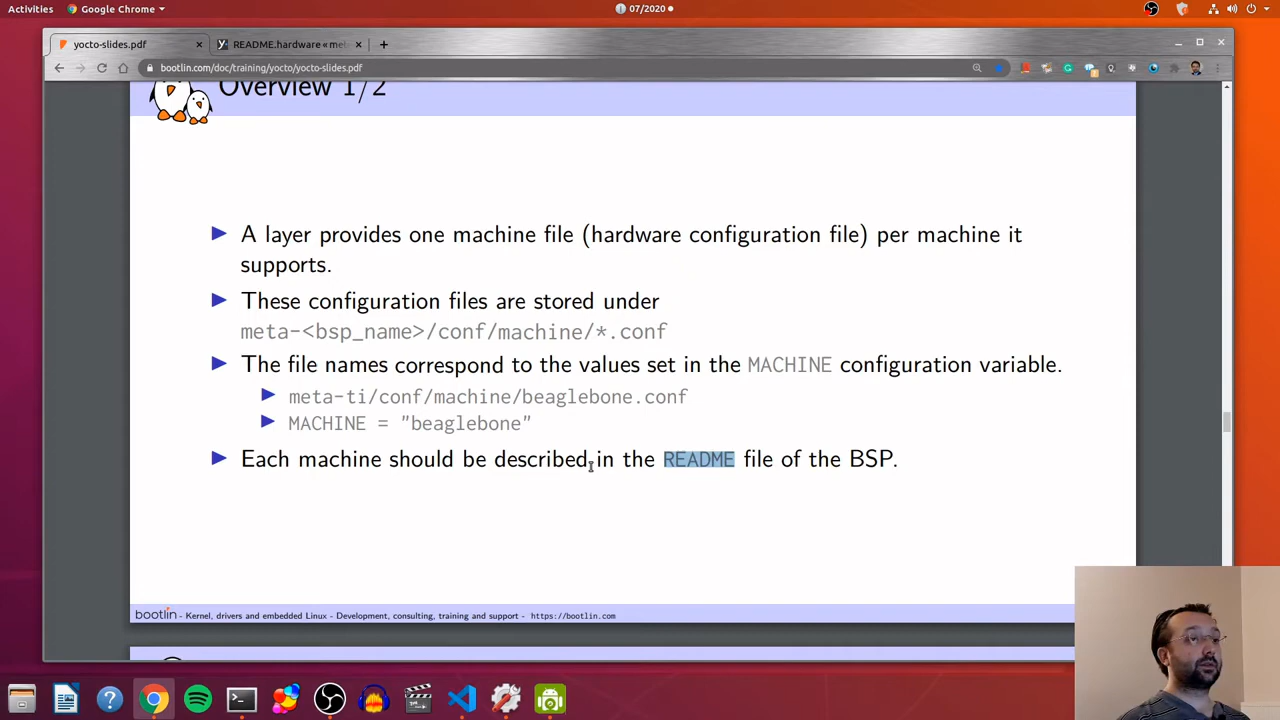 Activities
Google Chrome
07/2020
yocto-slides.pdf
README.hardware « me
bootlin.com/doc/training/yocto/yocto-slides.pdf
Overview 1/2
A layer provides one machine file (hardware configuration file) per machine it
supports.
These configuration files are stored under
meta-<bsp_name>/conf/machine/*.conf
The file names correspond to the values set in the MACHINE configuration variable.
meta-ti/conf/machine/beaglebone.conf
MACHINE = "beaglebone"
Each machine should be described in the README file of the BSP.
bootlin - Kernel, drivers and embedded Linux - Development, consulting, training and support - https://bootlin.com